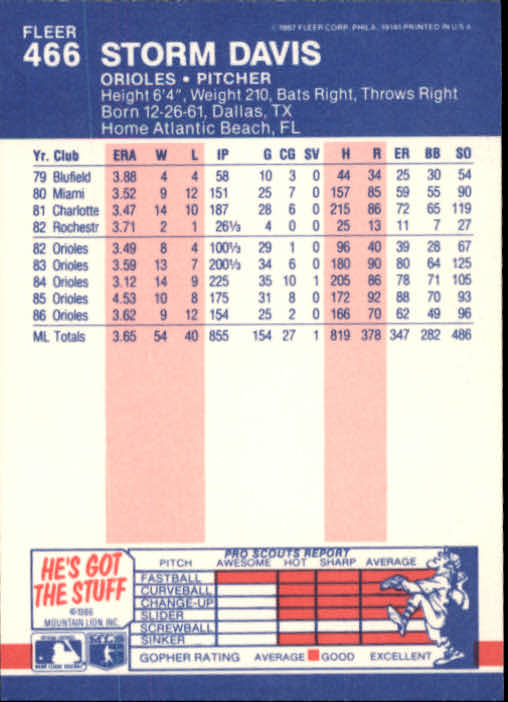 FLEER
© 1987 FLEER CORP. PHILA. 19141 PRINTED IN U.S.A.
466 STORM DAVIS
ORIOLES • PITCHER
Height 6'4", Weight 210, Bats Right, Throws Right
Born 12-26-61, Dallas, TX
Home Atlantic Beach, FL
Yr. Club ERA W L IP G CG SV H R ER BB SO
79 Blufield 3.88 4 4 58 10 3 0 44 34 25 30 54
80 Miami 3.52 9 12 151 25 7 0 157 85 59 55 90
81 Charlotte 3.47 14 10 187 28 6 0 215 86 72 65 119
82 Rochestr 3.71 2 1 26⅓ 4 0 0 25 13 11 7 27
82 Orioles 3.49 8 4 100⅓ 29 1 0 96 40 39 28 67
83 Orioles 3.59 13 7 200⅓ 34 6 0 180 90 80 64 125
84 Orioles 3.12 14 9 225 35 10 1 205 86 78 71 105
85 Orioles 4.53 10 8 175 31 8 0 172 92 88 70 93
86 Orioles 3.62 9 12 154 25 2 0 166 70 62 49 96
ML Totals 3.65 54 40 855 154 27 1 819 378 347 282 486
HE'S GOT
THE STUFF
©1986
MOUNTAIN LION, INC.
PRO SCOUTS REPORT
PITCH AWESOME HOT SHARP AVERAGE
FASTBALL
CURVEBALL
CHANGE-UP
SLIDER
SCREWBALL
SINKER
GOPHER RATING AVERAGE GOOD EXCELLENT